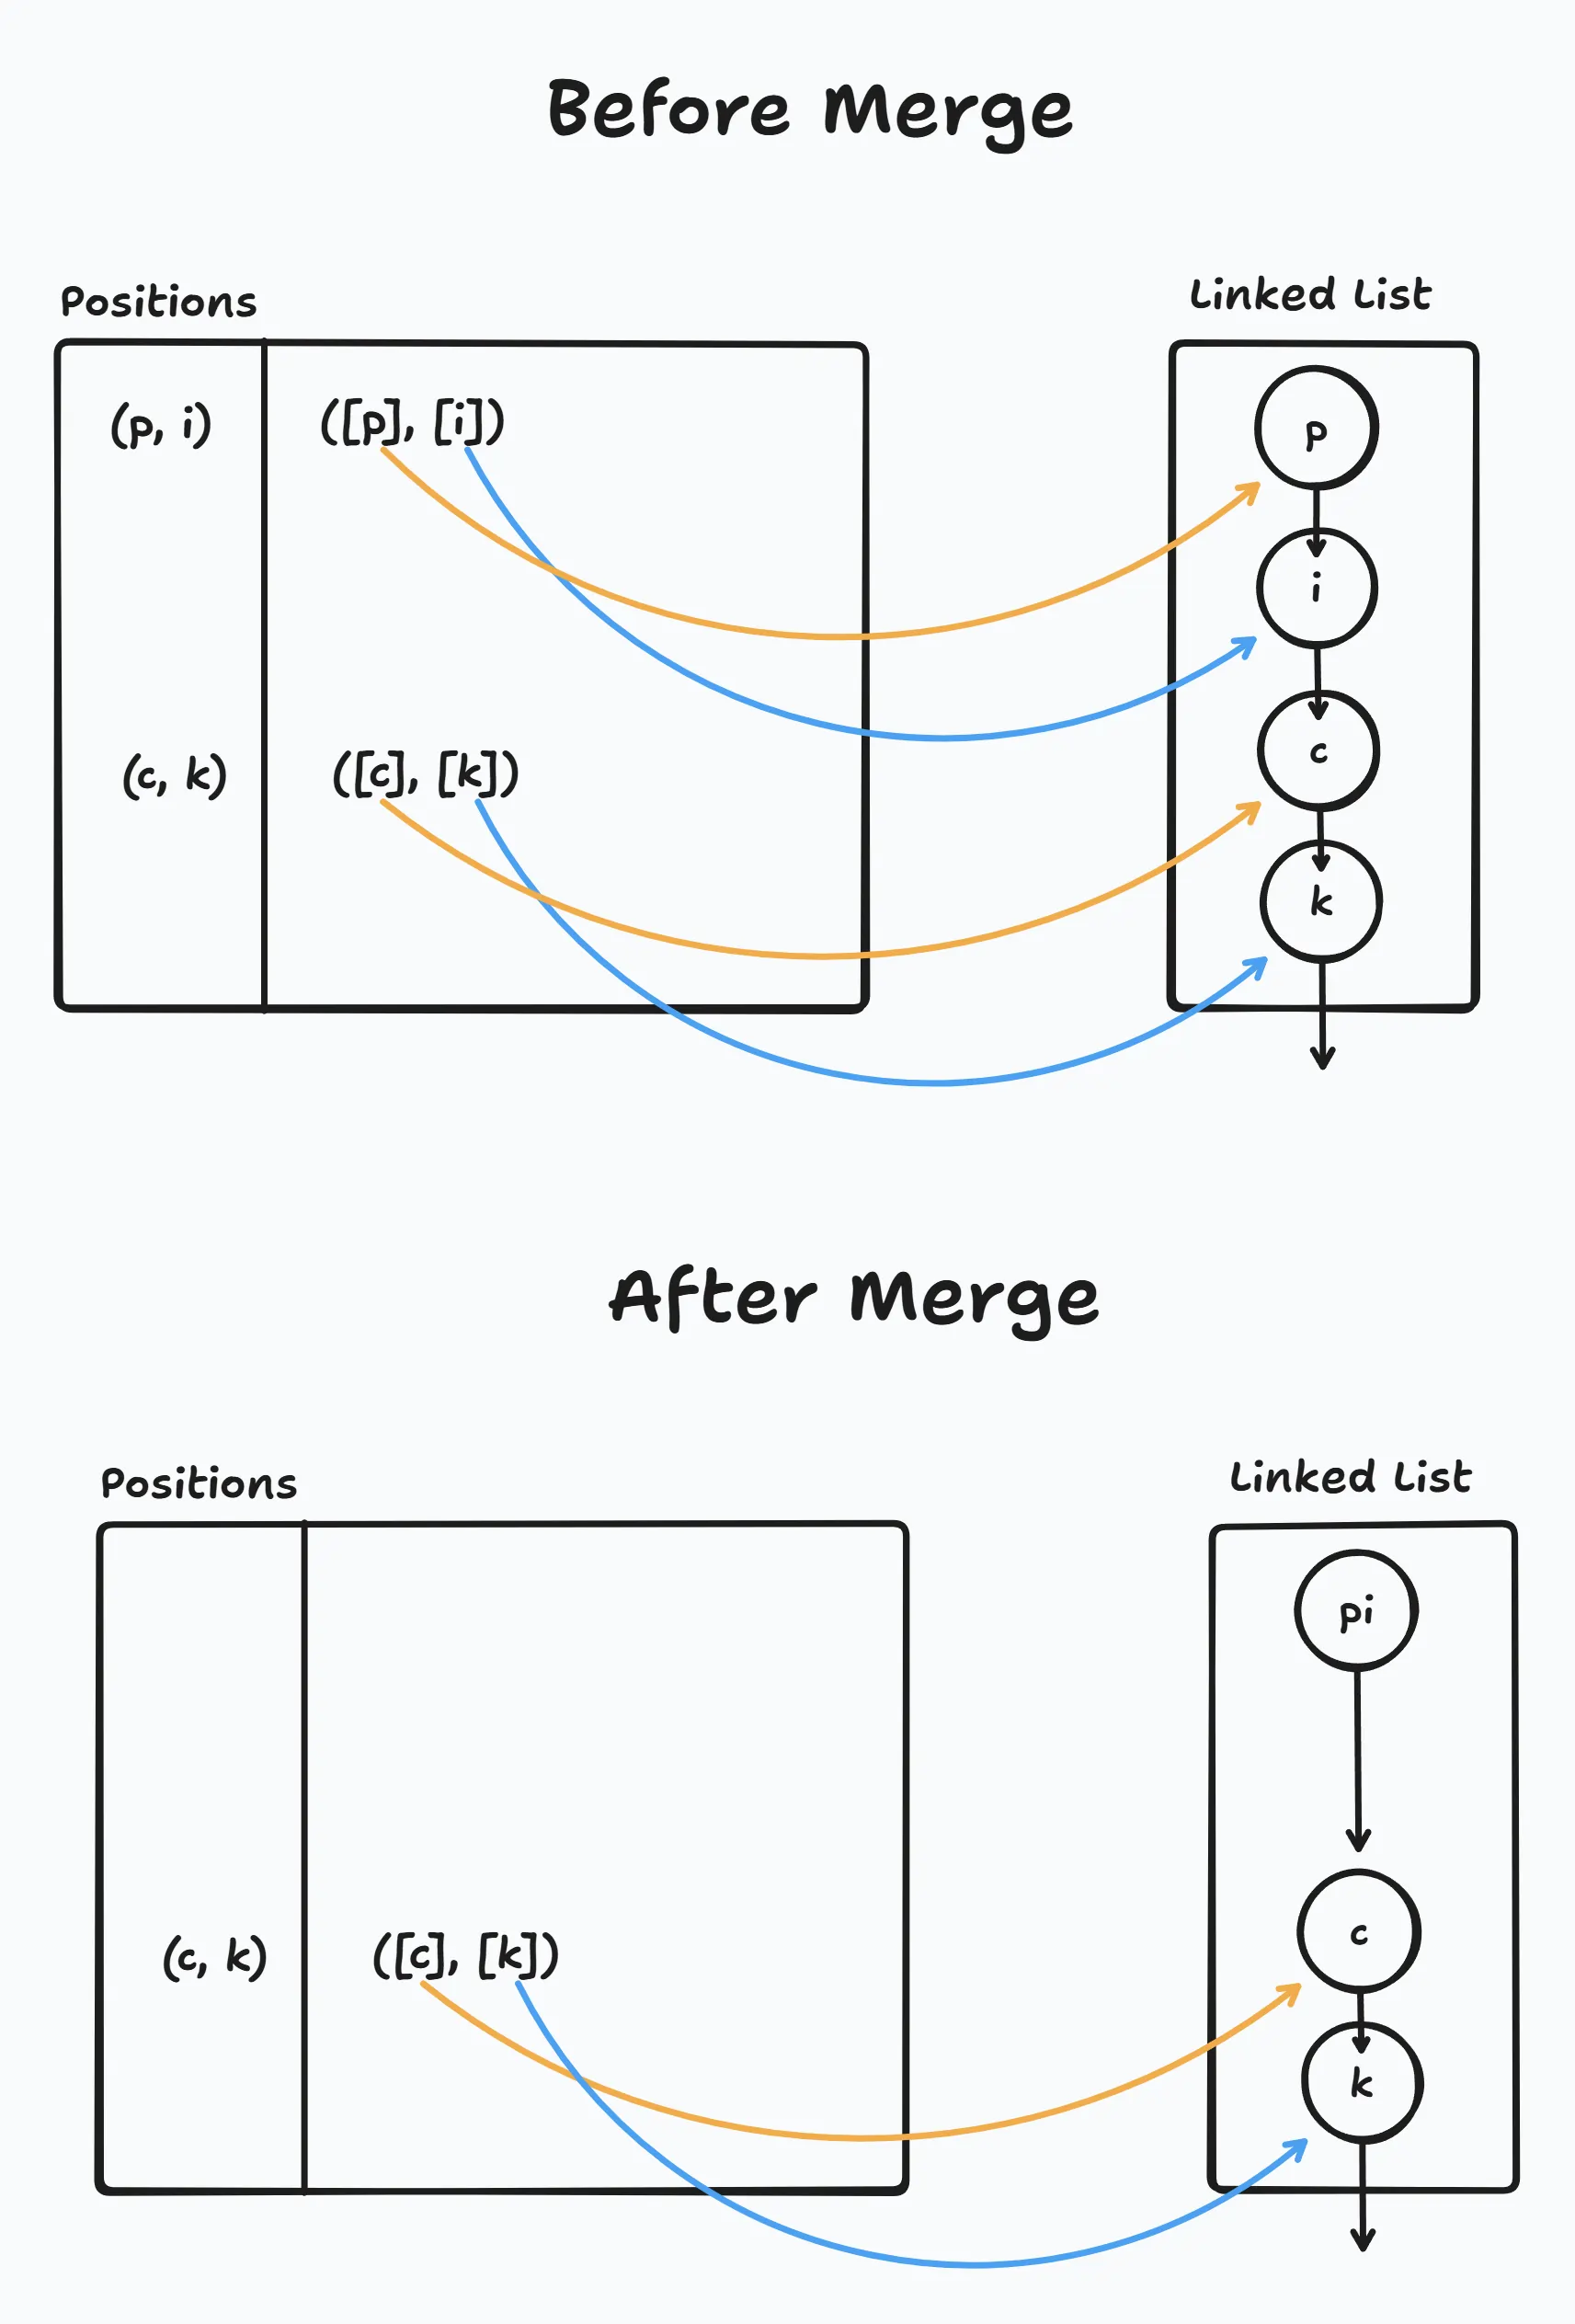 Before Merge
Positions
Linked List
(p, i)
([p], [i])
p
i
c
k
(c, k)
([c], [k])
After Merge
Positions
Linked List
pi
c
k
(c, k)
([c], [k])